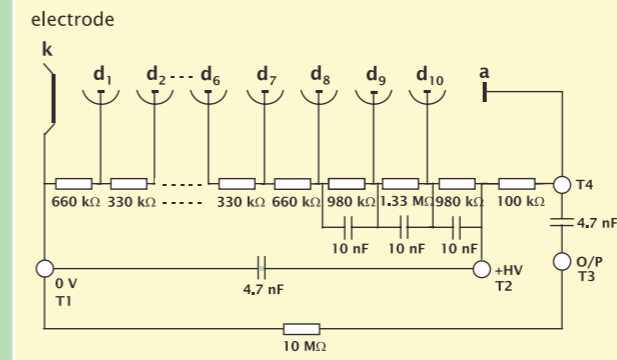 electrode
k
d1 d2 d6 d7 d8 d9 d10 a
T4
660 kΩ 330 kΩ 330 kΩ 660 kΩ 980 kΩ 1.33 MΩ 980 kΩ 100 kΩ
4.7 nF
10 nF 10 nF 10 nF
0 V
T1
4.7 nF
+HV
T2
O/P
T3
10 MΩ